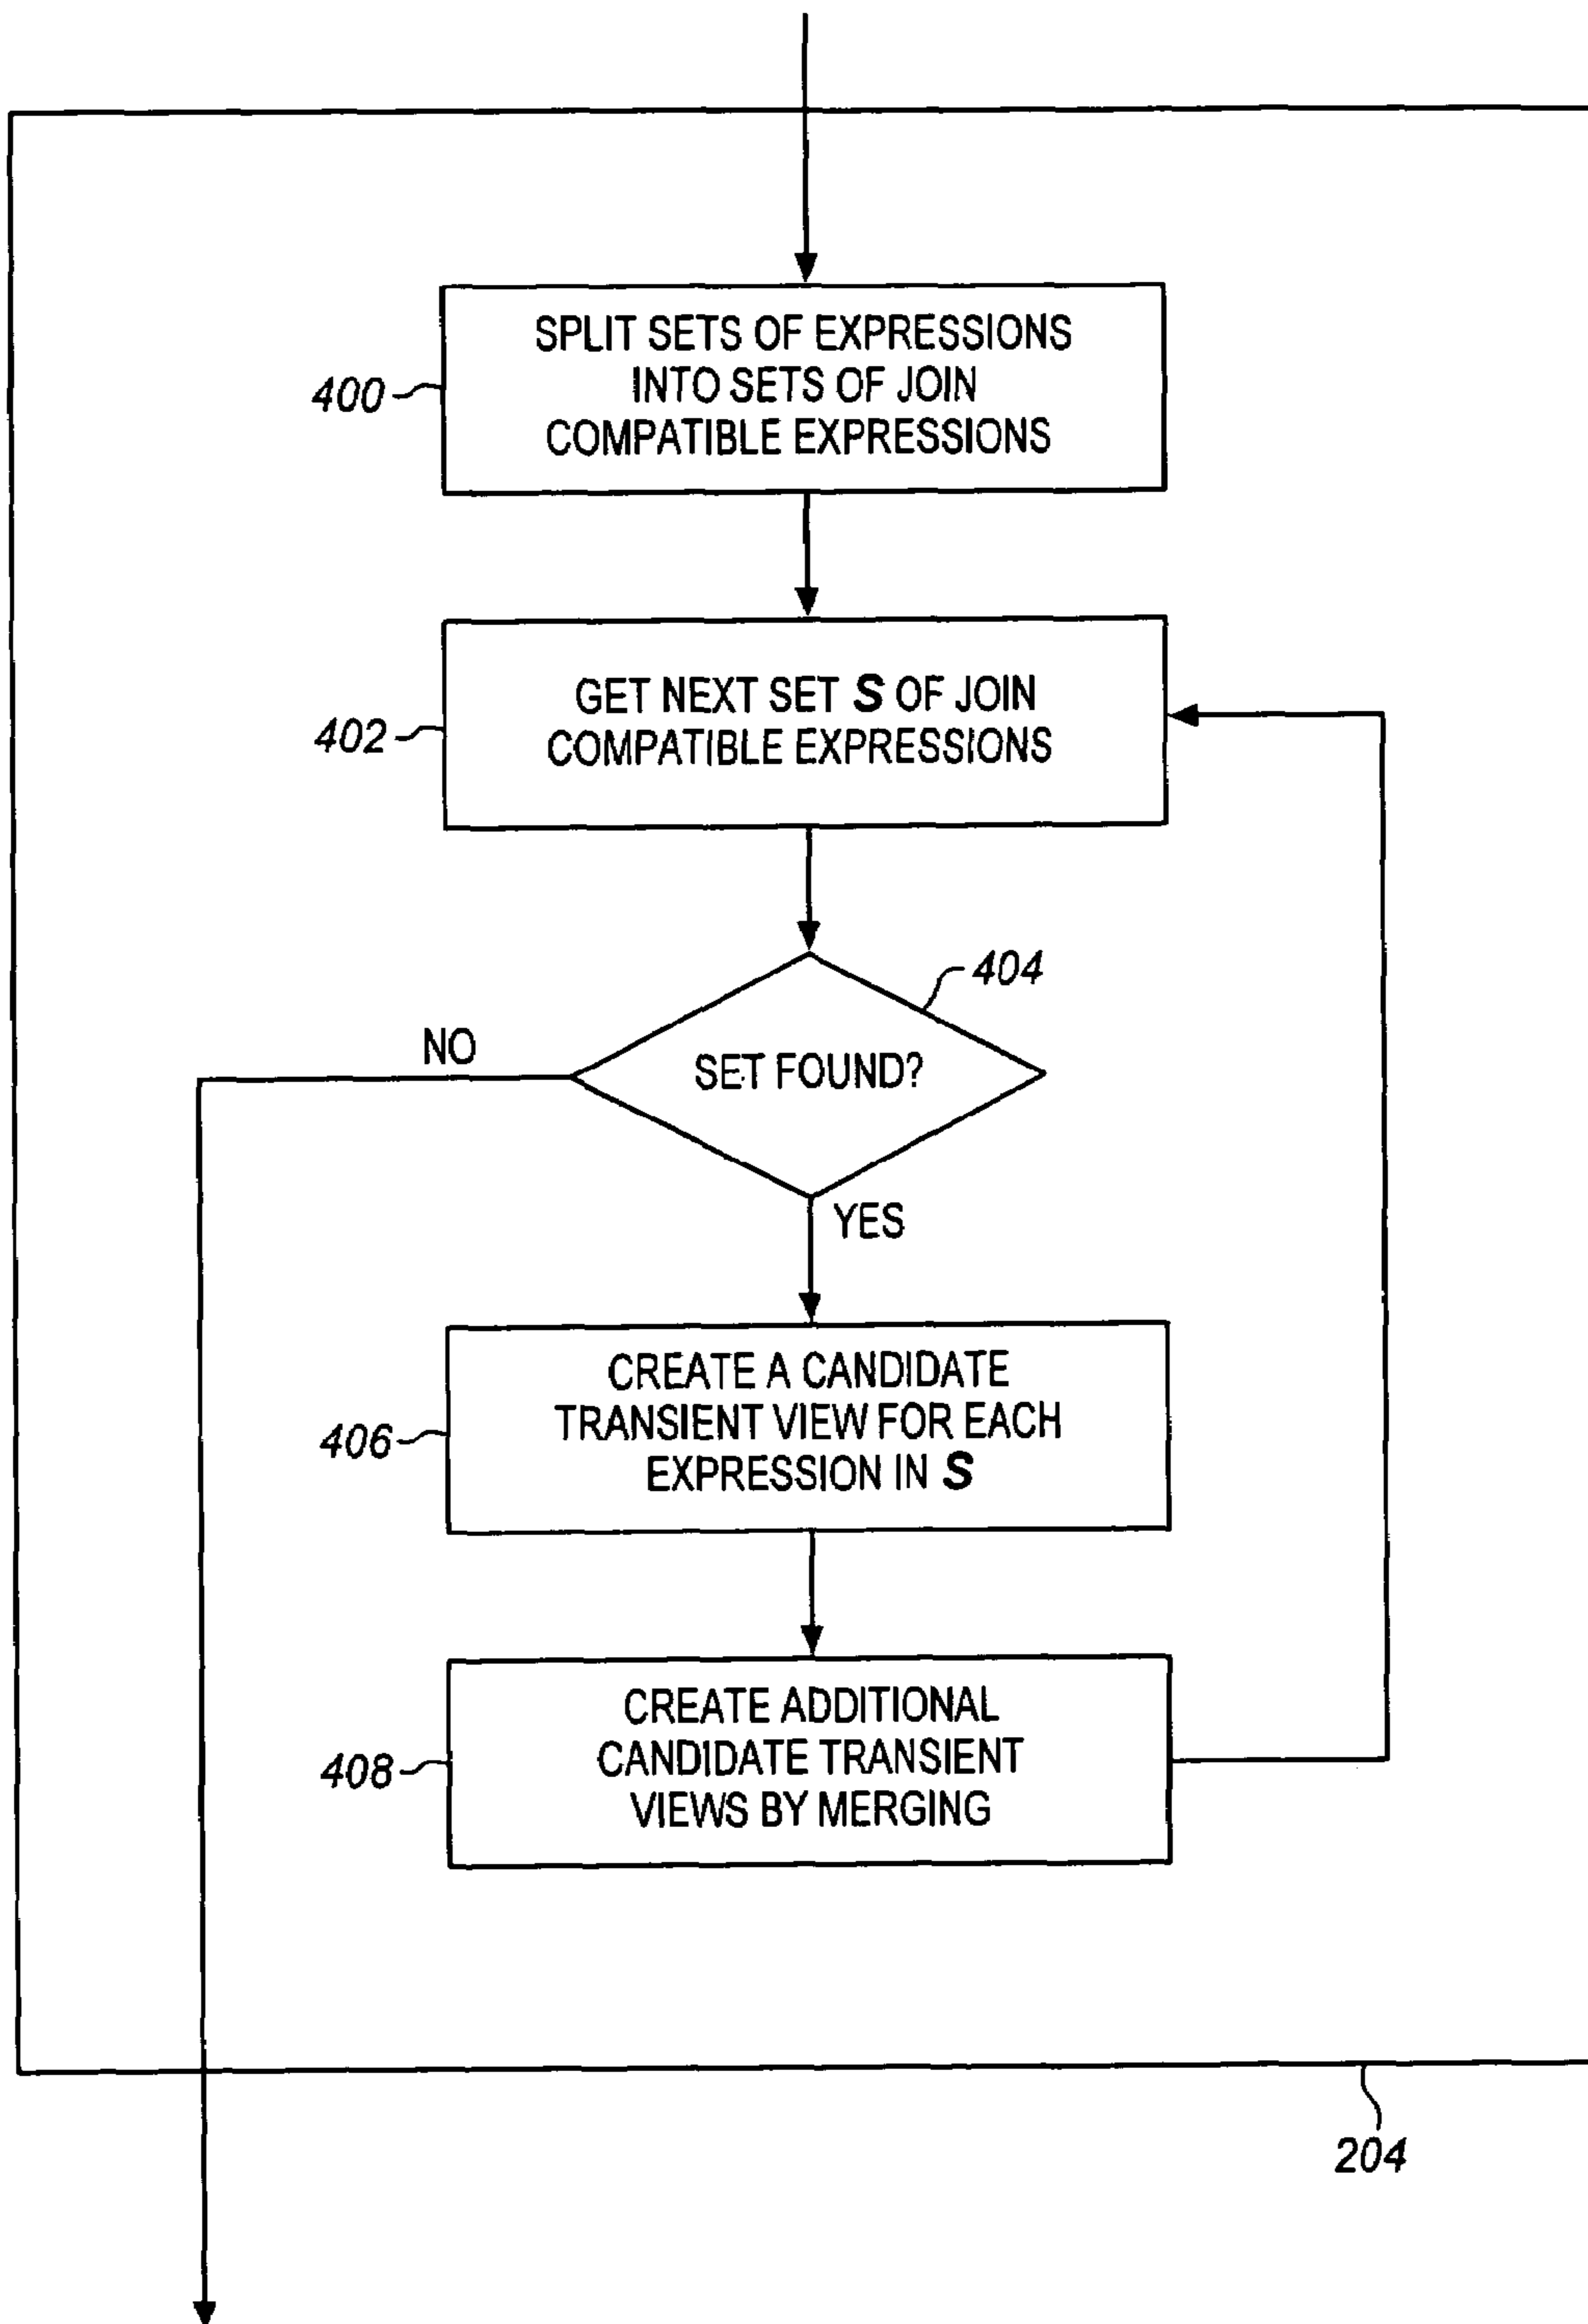 400
SPLIT SETS OF EXPRESSIONS
INTO SETS OF JOIN
COMPATIBLE EXPRESSIONS
402
GET NEXT SET S OF JOIN
COMPATIBLE EXPRESSIONS
404
NO
SET FOUND?
YES
406
CREATE A CANDIDATE
TRANSIENT VIEW FOR EACH
EXPRESSION IN S
408
CREATE ADDITIONAL
CANDIDATE TRANSIENT
VIEWS BY MERGING
204